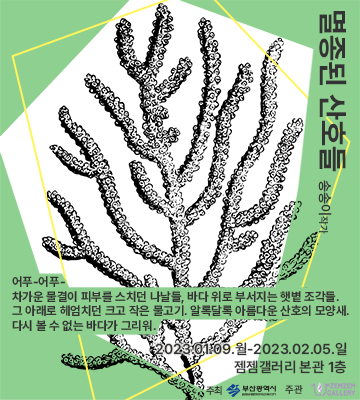 멸종된 산호들
송송이작가
어푸-어푸-
차가운 물결이 피부를 스치던 나날들, 바다 위로 부서지는 햇볕 조각들.
그 아래로 헤엄치던 크고 작은 물고기. 알록달록 아름다운 산호의 모양새.
다시 볼 수 없는 바다가 그리워.
2023.01.09.월-2023.02.05.일
젬젬갤러리 본관 1층
주최 부산광역시 주관
GALLERY